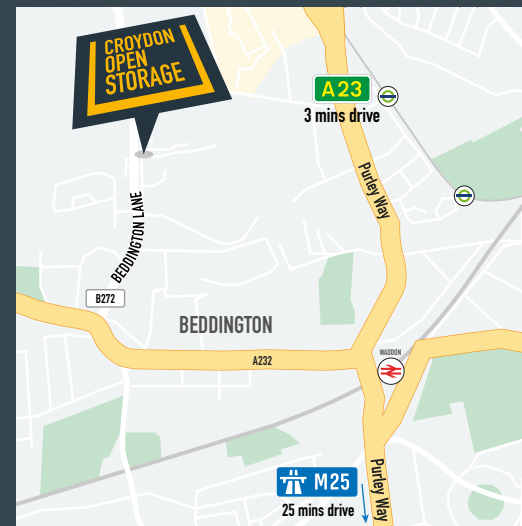 CROYDON
OPEN
STORAGE
A23
3 mins drive
Purley Way
BEDDINGTON LANE
B272
BEDDINGTON
A232
WADDON
M25
25 mins drive
Purley Way